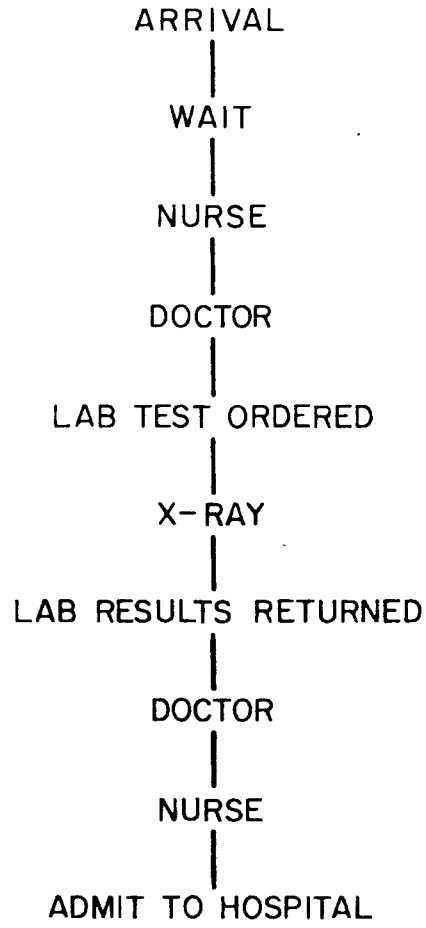 ARRIVAL
WAIT
NURSE
DOCTOR
LAB TEST ORDERED
X-RAY
LAB RESULTS RETURNED
DOCTOR
NURSE
ADMIT TO HOSPITAL